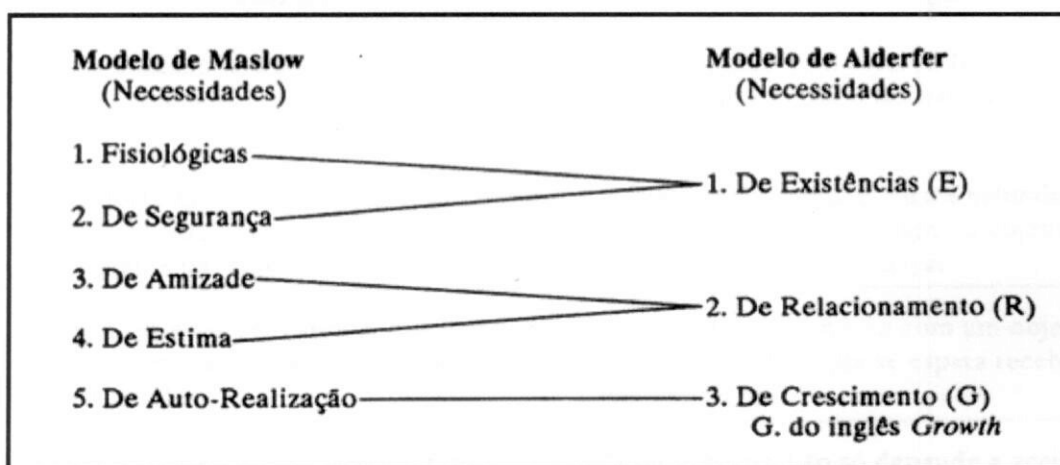 Modelo de Maslow
(Necessidades)
Modelo de Alderfer
(Necessidades)
1. Fisiológicas
2. De Segurança
3. De Amizade
4. De Estima
5. De Auto-Realização
1. De Existências (E)
2. De Relacionamento (R)
3. De Crescimento (G)
G. do inglês Growth